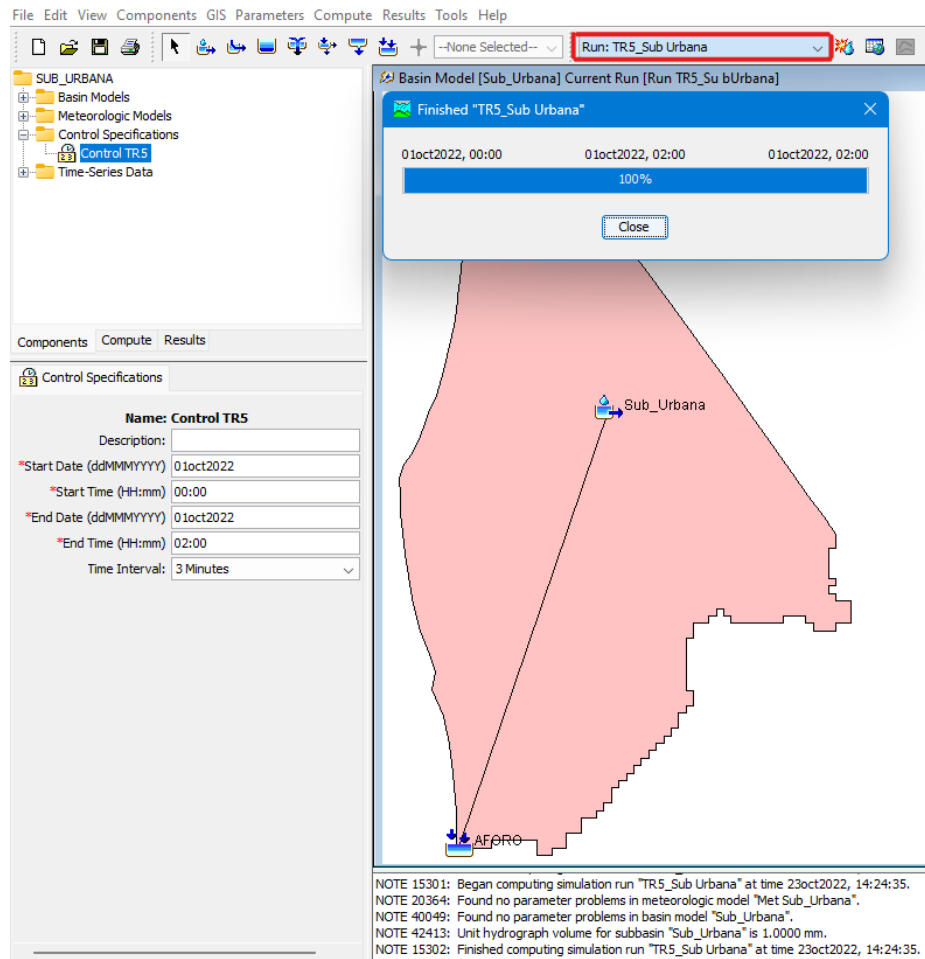 File Edit View Components GIS Parameters Compute Results Tools Help
--None Selected-- Run: TR5_Sub Urbana
SUB_URBANA
Basin Models
Meteorologic Models
Control Specifications
Control TR5
Time-Series Data
Components Compute Results
Control Specifications
Name: Control TR5
Description:
*Start Date (ddMMMYYYY) 01oct2022
*Start Time (HH:mm) 00:00
*End Date (ddMMMYYYY) 01oct2022
*End Time (HH:mm) 02:00
Time Interval: 3 Minutes
Basin Model [Sub_Urbana] Current Run [Run TR5_Su bUrbana]
Finished "TR5_Sub Urbana"
01oct2022, 00:00 01oct2022, 02:00 01oct2022, 02:00
100%
Close
Sub_Urbana
AFORO
NOTE 15301: Began computing simulation run "TR5_Sub Urbana" at time 23oct2022, 14:24:35.
NOTE 20364: Found no parameter problems in meteorologic model "Met Sub_Urbana".
NOTE 40049: Found no parameter problems in basin model "Sub_Urbana".
NOTE 42413: Unit hydrograph volume for subbasin "Sub_Urbana" is 1.0000 mm.
NOTE 15302: Finished computing simulation run "TR5_Sub Urbana" at time 23oct2022, 14:24:35.